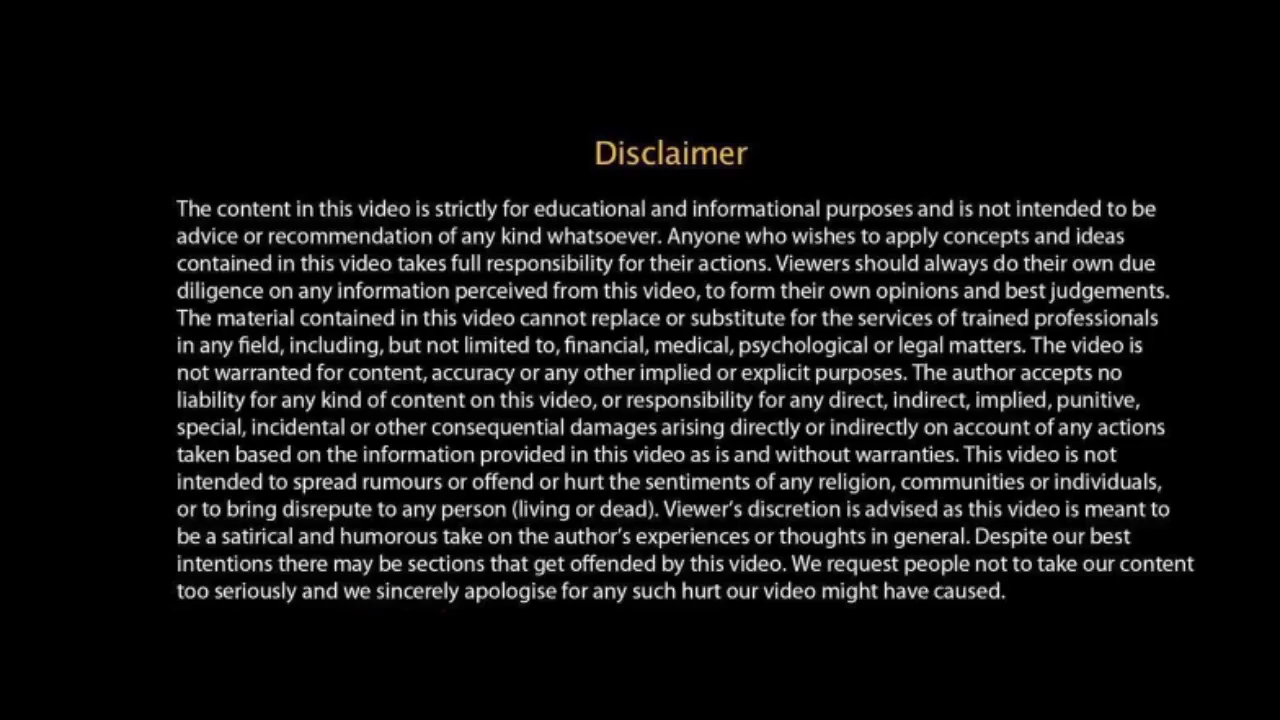 Disclaimer
The content in this video is strictly for educational and informational purposes and is not intended to be
advice or recommendation of any kind whatsoever. Anyone who wishes to apply concepts and ideas
contained in this video takes full responsibility for their actions. Viewers should always do their own due
diligence on any information perceived from this video, to form their own opinions and best judgements.
The material contained in this video cannot replace or substitute for the services of trained professionals
in any field, including, but not limited to, financial, medical, psychological or legal matters. The video is
not warranted for content, accuracy or any other implied or explicit purposes. The author accepts no
liability for any kind of content on this video, or responsibility for any direct, indirect, implied, punitive,
special, incidental or other consequential damages arising directly or indirectly on account of any actions
taken based on the information provided in this video as is and without warranties. This video is not
intended to spread rumours or offend or hurt the sentiments of any religion, communities or individuals,
or to bring disrepute to any person (living or dead). Viewer's discretion is advised as this video is meant to
be a satirical and humorous take on the author's experiences or thoughts in general. Despite our best
intentions there may be sections that get offended by this video. We request people not to take our content
too seriously and we sincerely apologise for any such hurt our video might have caused.